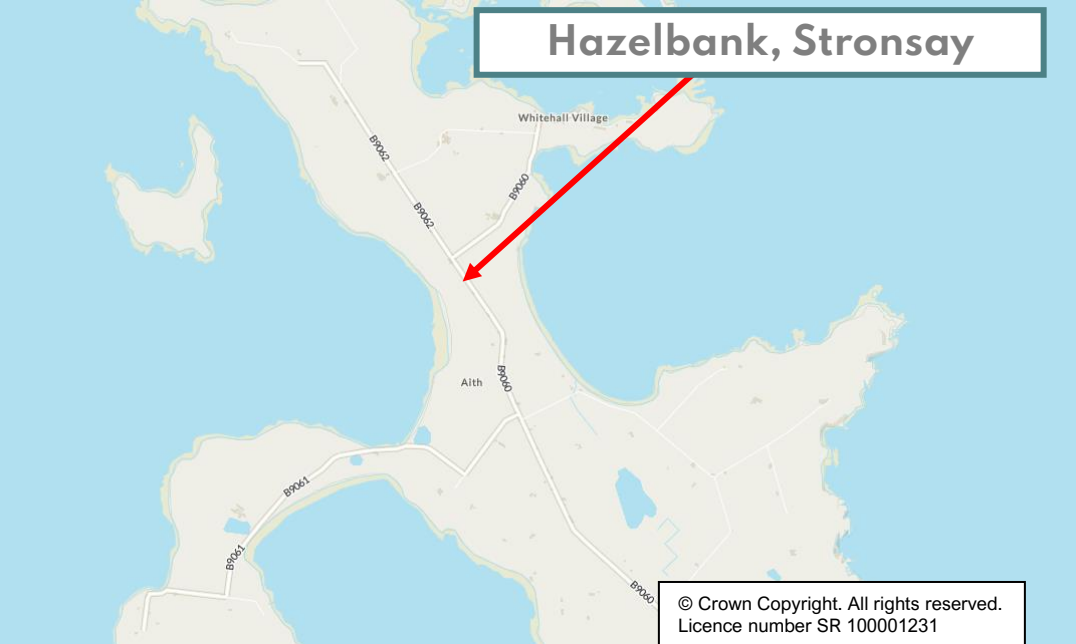 Hazelbank, Stronsay
Whitehall Village
B9062
B9060
B9062
B9060
Aith
B9061
B9061
B9060
© Crown Copyright. All rights reserved.
Licence number SR 100001231